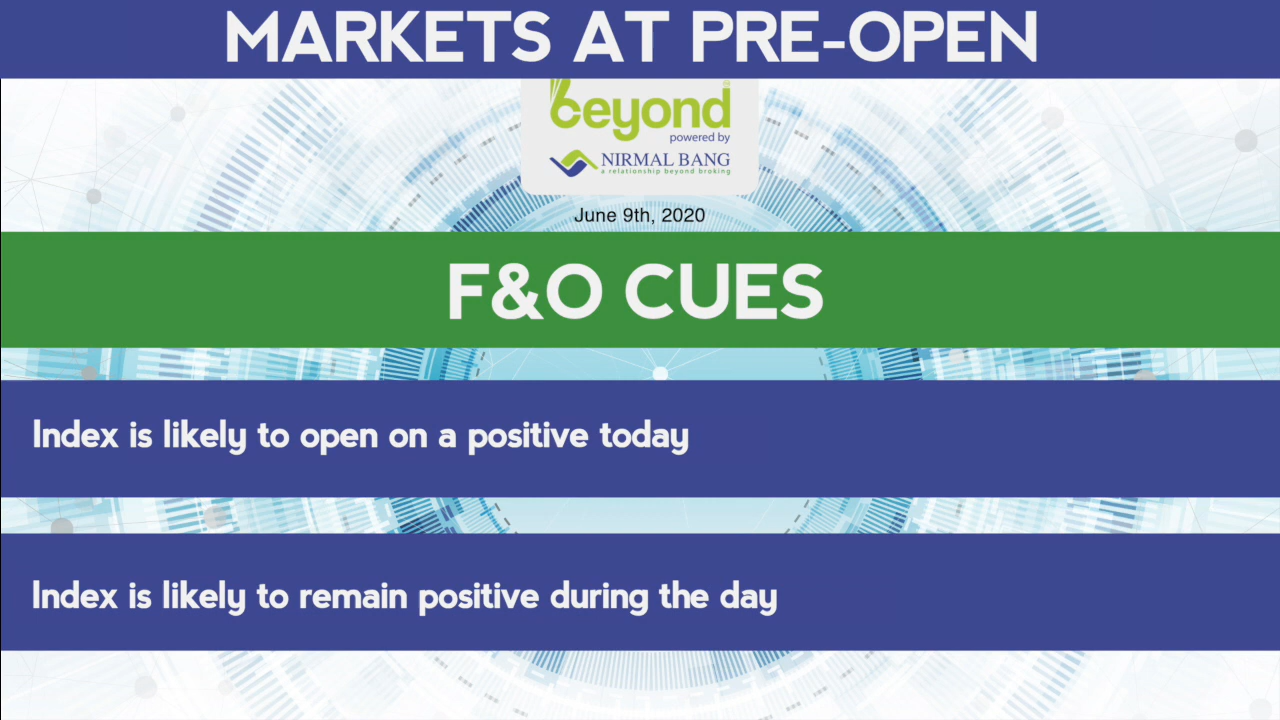 MARKETS AT PRE-OPEN
beyond
powered by
NIRMAL BANG
a relationship beyond broking
June 9th, 2020
F&O CUES
Index is likely to open on a positive today
Index is likely to remain positive during the day